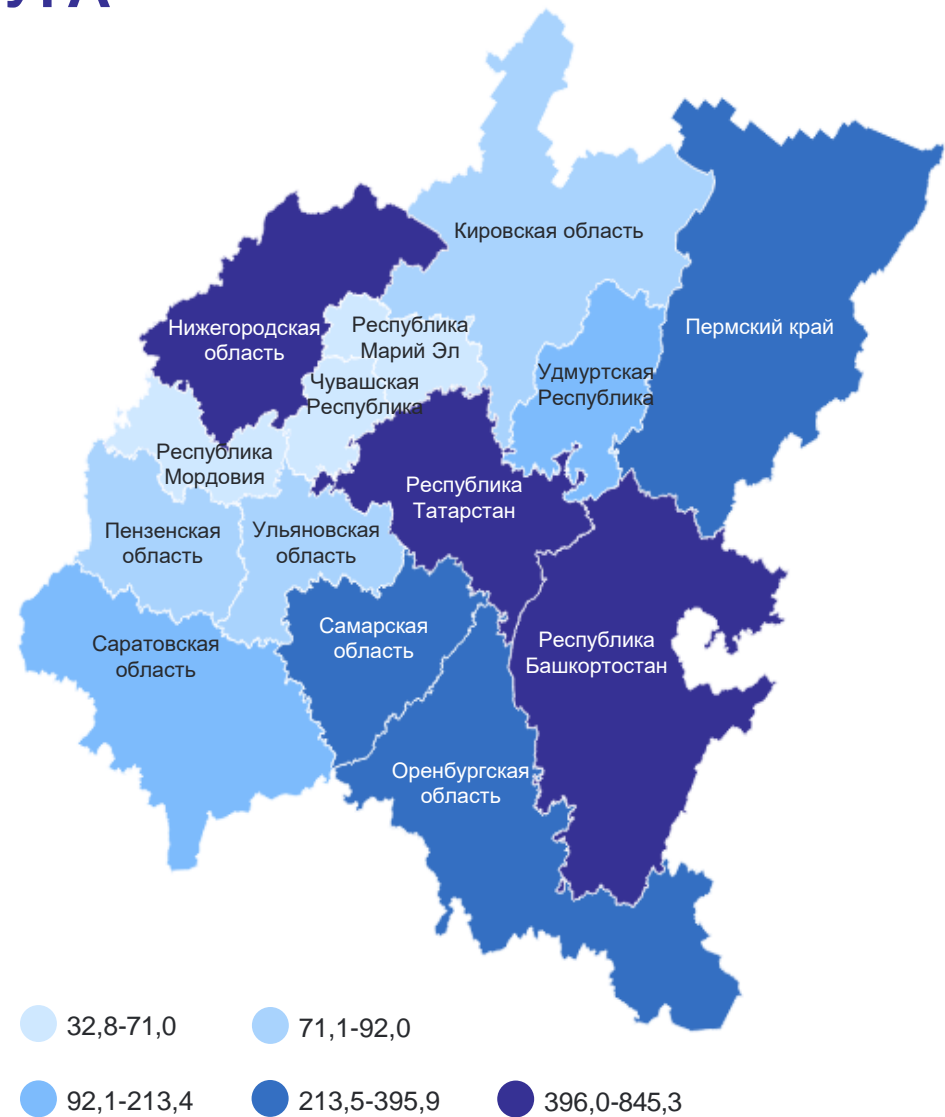 Кировская область
Пермский край
Нижегородская
область
Республика
Марий Эл
Удмуртская
Республика
Чувашская
Республика
Республика
Мордовия
Республика
Татарстан
Пензенская
область
Ульяновская
область
Самарская
область
Республика
Башкортостан
Саратовская
область
Оренбургская
область
32,8-71,0
71,1-92,0
92,1-213,4
213,5-395,9
396,0-845,3